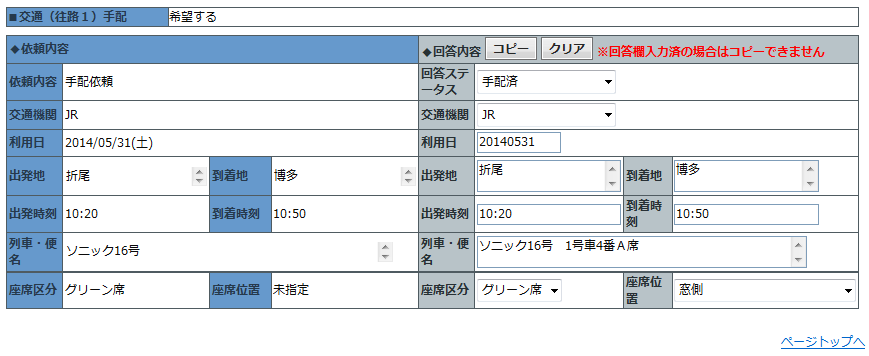 ■交通（往路１）手配 希望する
◆依頼内容 ◆回答内容 コピー クリア ※回答欄入力済の場合はコピーできません
依頼内容 手配依頼 回答ステータス 手配済
交通機関 JR 交通機関 JR
利用日 2014/05/31(土) 利用日 20140531
出発地 折尾 到着地 博多 出発地 折尾 到着地 博多
出発時刻 10:20 到着時刻 10:50 出発時刻 10:20 到着時刻 10:50
列車・便名 ソニック16号 列車・便名 ソニック16号　1号車4番Ａ席
座席区分 グリーン席 座席位置 未指定 座席区分 グリーン席 座席位置 窓側
ページトップへ